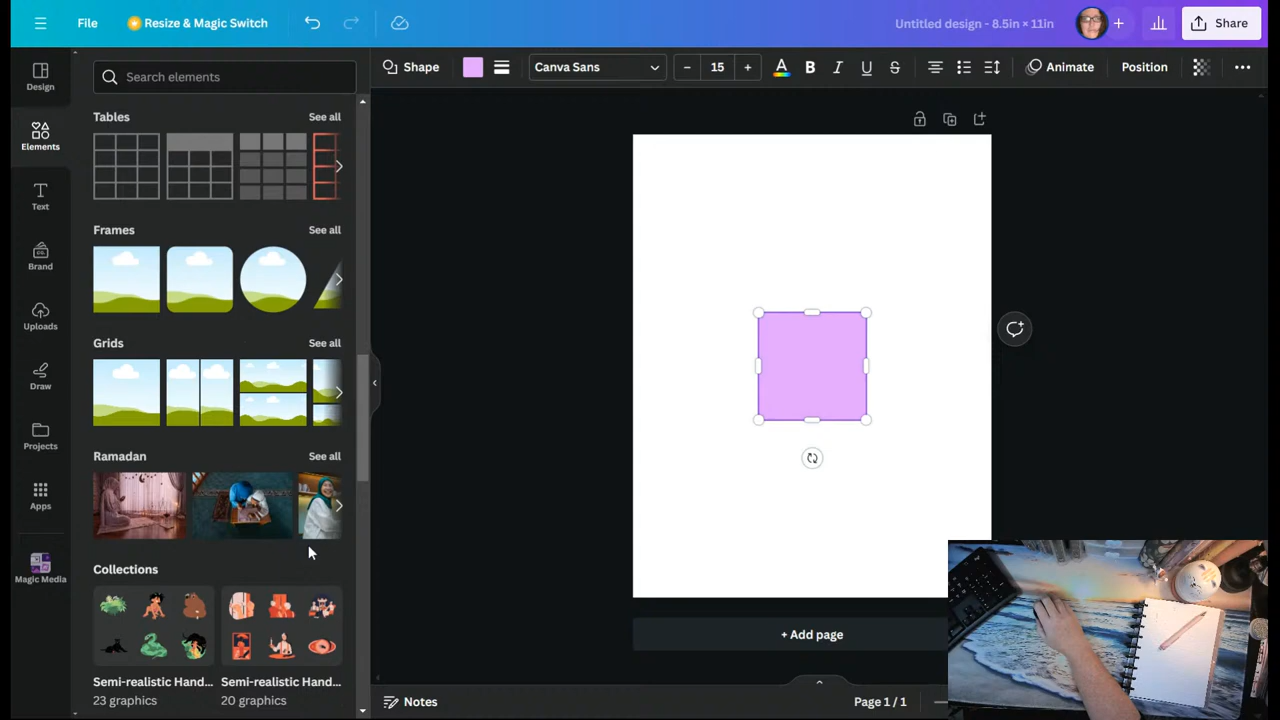 File
Resize & Magic Switch
Untitled design - 8.5in × 11in
Share
Design
Elements
Text
Brand
Uploads
Draw
Projects
Apps
Magic Media
Search elements
Tables
See all
Frames
See all
Grids
See all
Ramadan
See all
Collections
Semi-realistic Hand...
23 graphics
Semi-realistic Hand...
20 graphics
Shape
Canva Sans
15
A
B
I
U
S
Animate
Position
+ Add page
Notes
Page 1 / 1